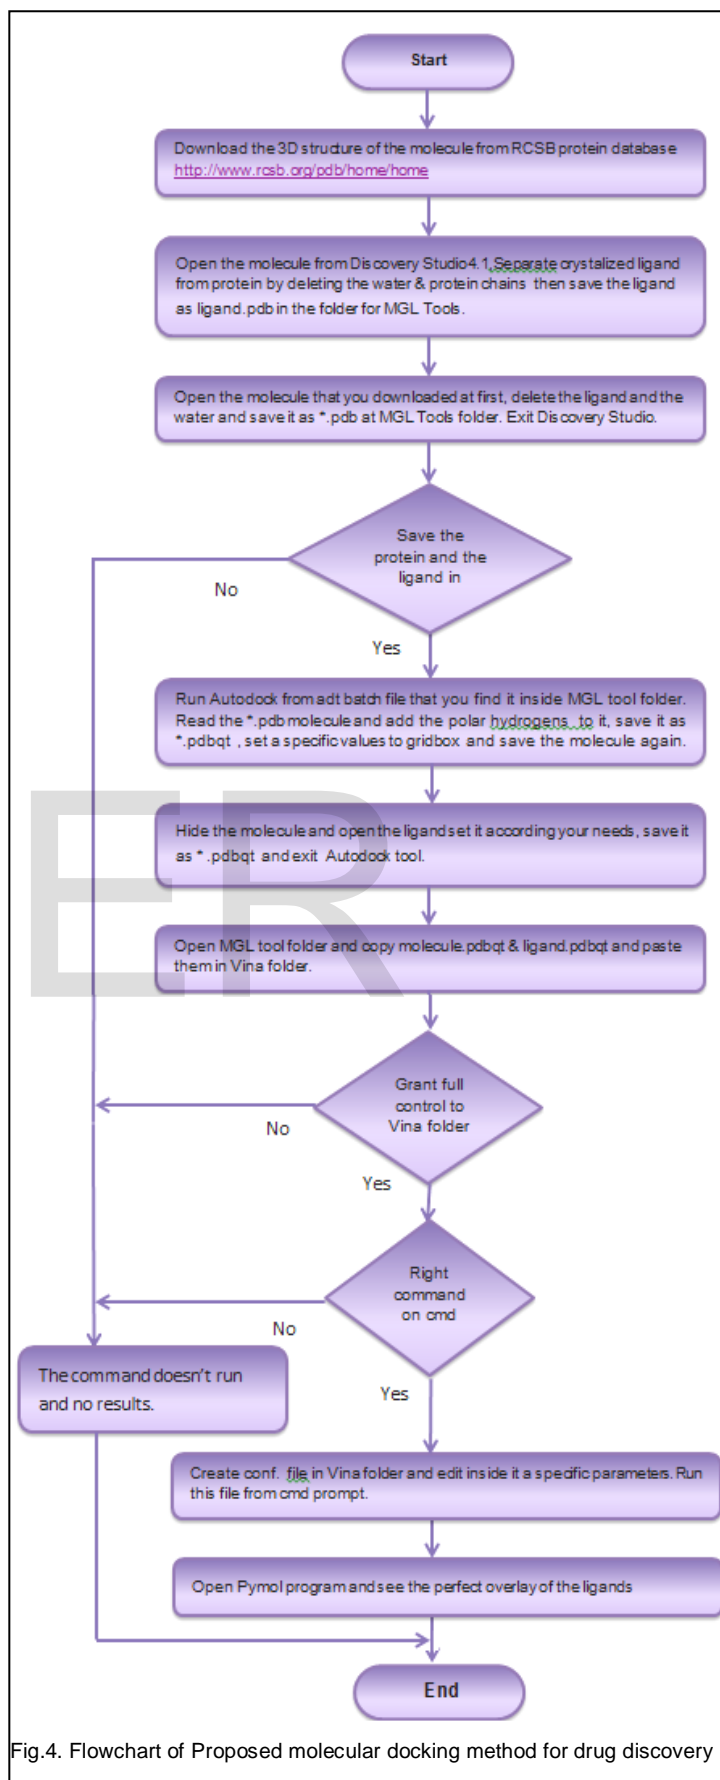 Start
Download the 3D structure of the molecule from RCSB protein database
http://www.rcsb.org/pdb/home/home
Open the molecule from Discovery Studio4.1,Separate crystalized ligand
from protein by deleting the water & protein chains then save the ligand
as ligand.pdb in the folder for MGL Tools.
Open the molecule that you downloaded at first, delete the ligand and the
water and save it as *.pdb at MGL Tools folder. Exit Discovery Studio.
Save the
protein and the
ligand in
No
Yes
Run Autodock from adt batch file that you find it inside MGL tool folder.
Read the *.pdb molecule and add the polar hydrogens to it, save it as
*.pdbqt , set a specific values to gridbox and save the molecule again.
Hide the molecule and open the ligand set it according your needs, save it
as * .pdbqt and exit Autodock tool.
Open MGL tool folder and copy molecule.pdbqt & ligand.pdbqt and paste
them in Vina folder.
Grant full
control to
Vina folder
No
Yes
Right
command
on cmd
No
Yes
The command doesn't run
and no results.
Create conf. file in Vina folder and edit inside it a specific parameters. Run
this file from cmd prompt.
Open Pymol program and see the perfect overlay of the ligands
End
ER
Fig.4. Flowchart of Proposed molecular docking method for drug discovery